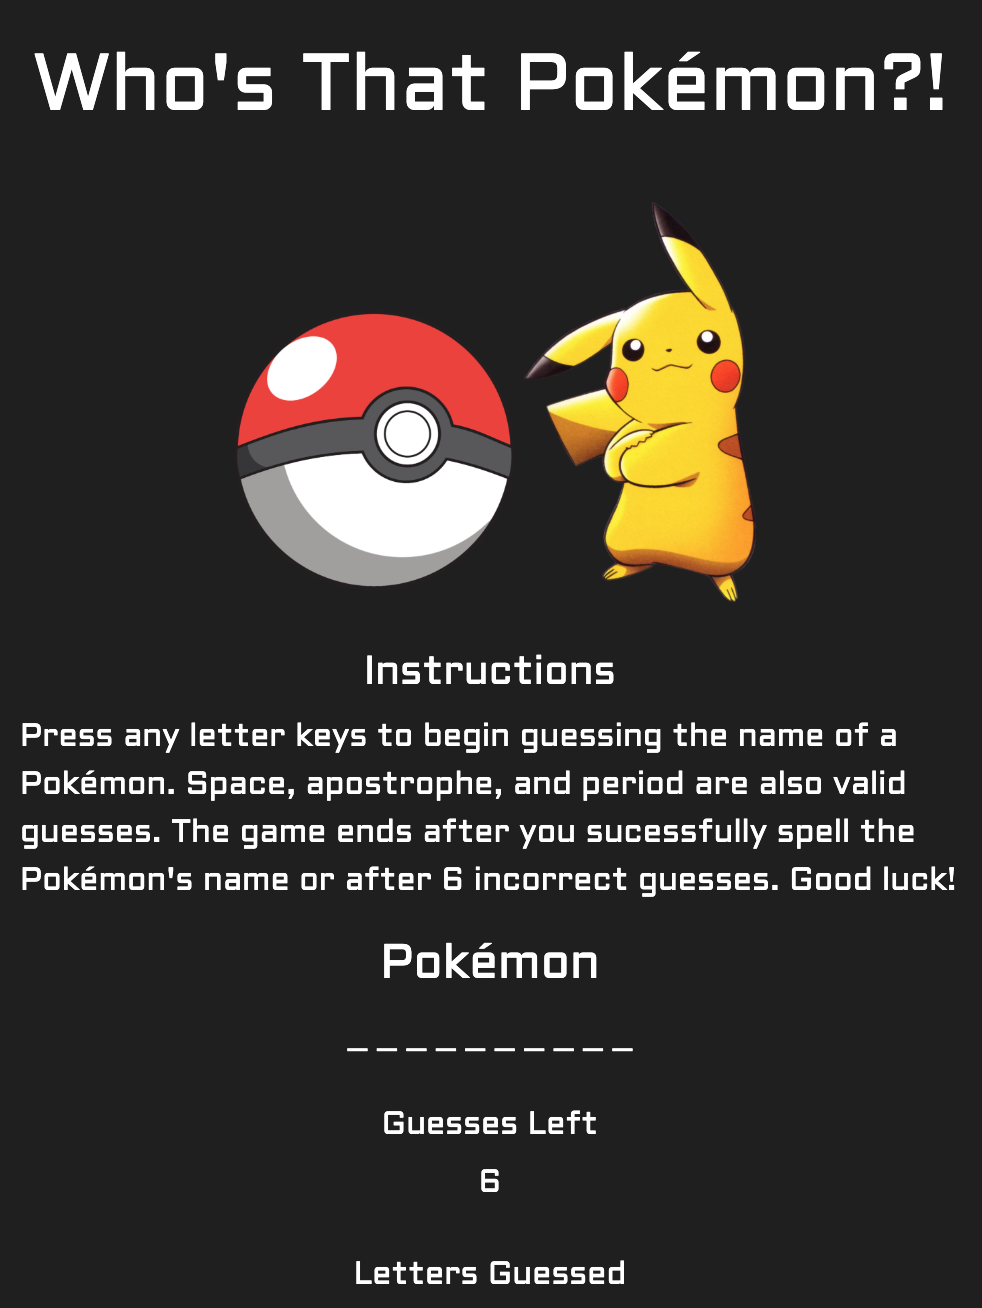 Who's That Pokémon?!
Instructions
Press any letter keys to begin guessing the name of a
Pokémon. Space, apostrophe, and period are also valid
guesses. The game ends after you sucessfully spell the
Pokémon's name or after 6 incorrect guesses. Good luck!
Pokémon
_ _ _ _ _ _ _ _ _ _
Guesses Left
6
Letters Guessed